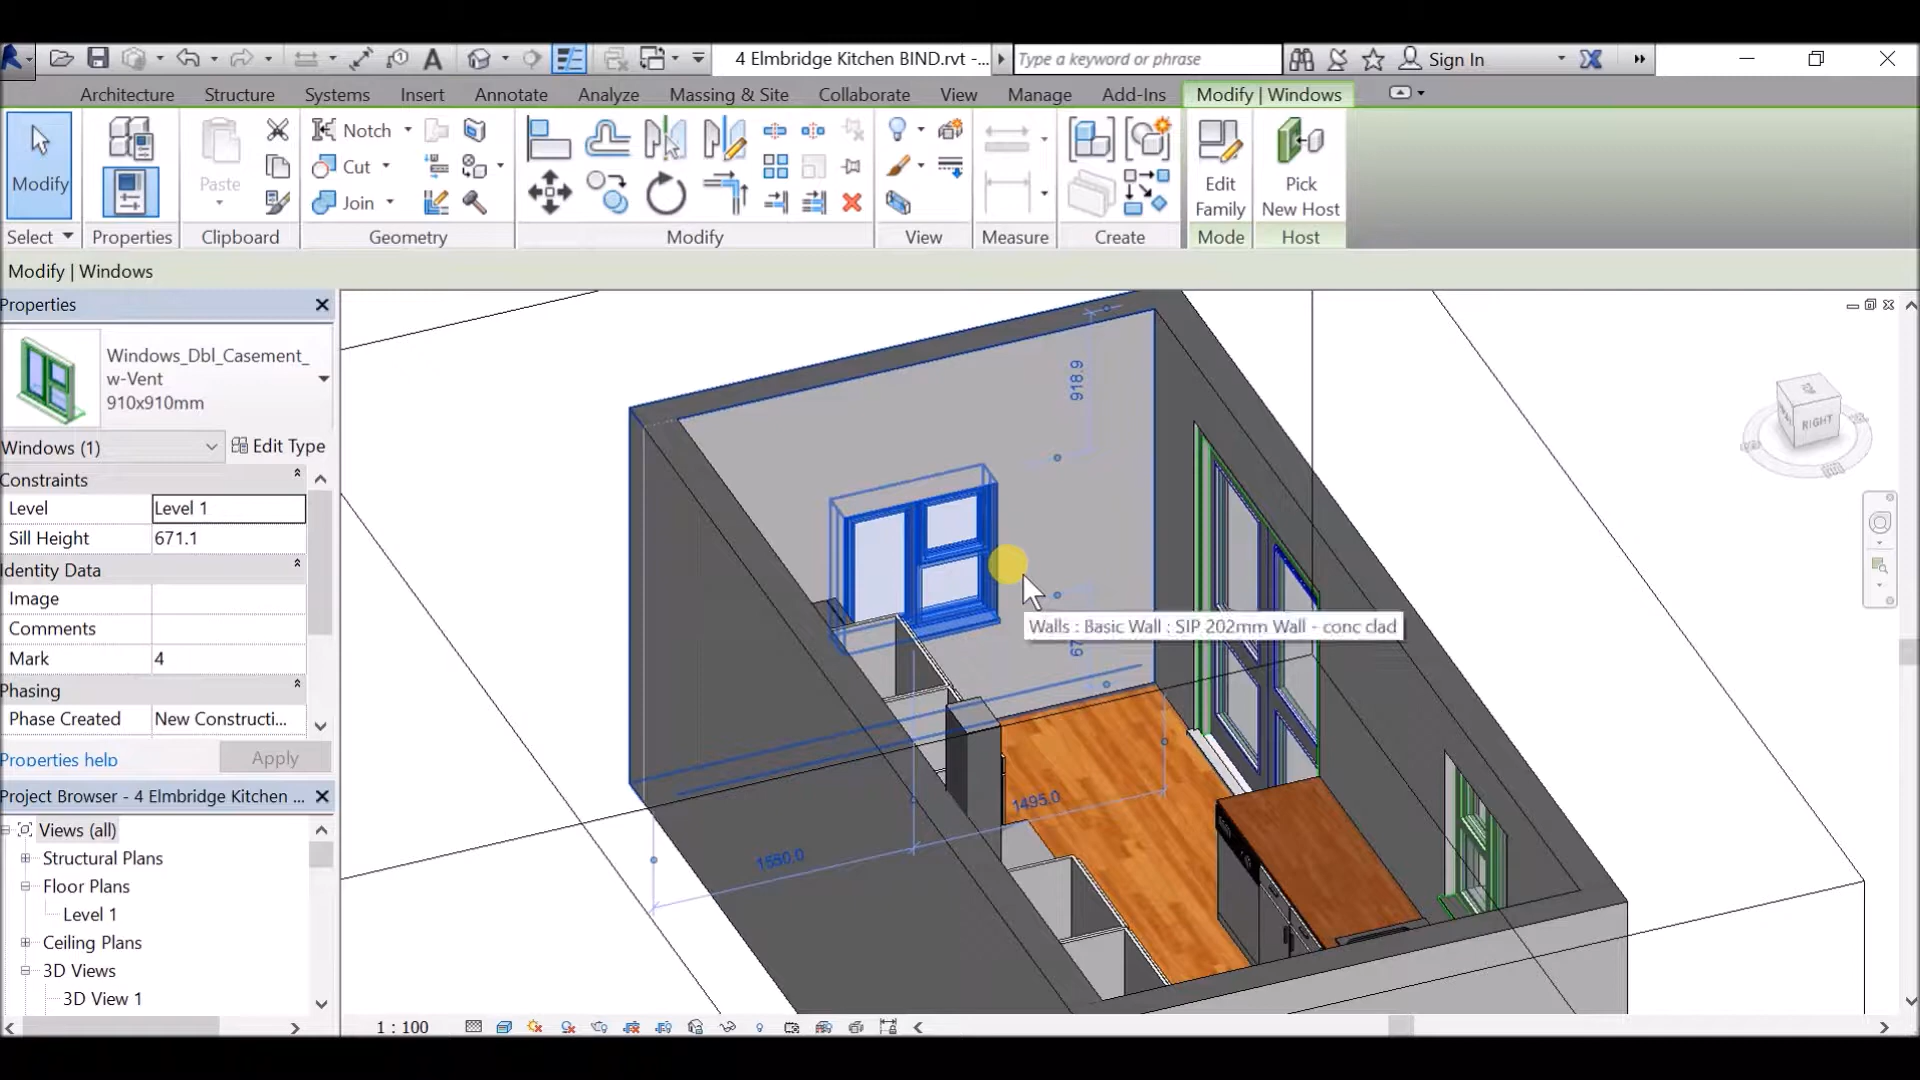 4 Elmbridge Kitchen BIND.rvt -...
Type a keyword or phrase
Sign In
Architecture
Structure
Systems
Insert
Annotate
Analyze
Massing & Site
Collaborate
View
Manage
Add-Ins
Modify | Windows
Modify
Paste
Notch
Cut
Join
Edit
Family
Pick
New Host
Select
Properties
Clipboard
Geometry
Modify
View
Measure
Create
Mode
Host
Modify | Windows
Properties
Windows_Dbl_Casement_
w-Vent
910x910mm
Windows (1)
Edit Type
Constraints
Level
Level 1
Sill Height
671.1
Identity Data
Image
Comments
Mark
4
Phasing
Phase Created
New Constructi...
Properties help
Apply
Project Browser - 4 Elmbridge Kitchen ...
Views (all)
Structural Plans
Floor Plans
Level 1
Ceiling Plans
3D Views
3D View 1
918.9
Walls : Basic Wall : SIP 202mm Wall - conc clad
1495.0
1550.0
RIGHT
1 : 100